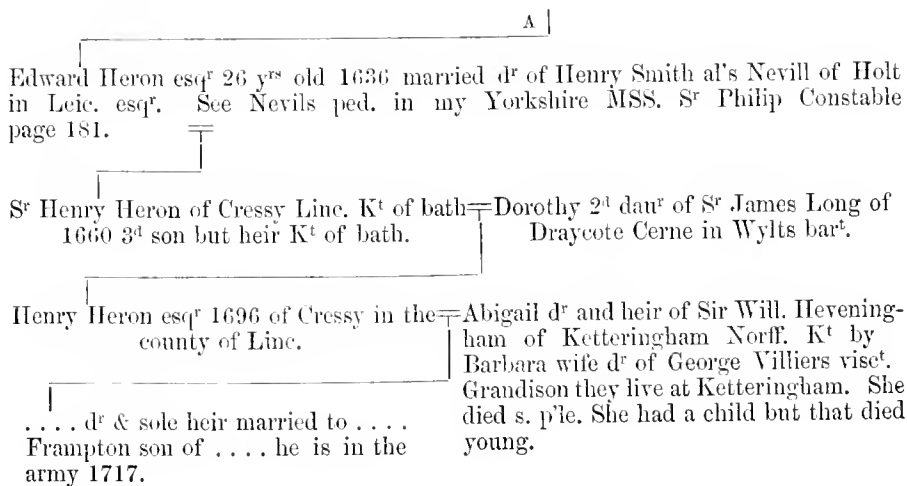 A
Edward Heron esqʳ 26 yʳˢ old 1636 married dʳ of Henry Smith al's Nevill of Holt
in Leic. esqʳ. See Nevils ped. in my Yorkshire MSS. Sʳ Philip Constable
page 181.
Sʳ Henry Heron of Cressy Linc. Kᵗ of bath
1660 3ᵈ son but heir Kᵗ of bath.
Dorothy 2ᵈ dauʳ of Sʳ James Long of
Draycote Cerne in Wylts barᵗ.
Henry Heron esqʳ 1696 of Cressy in the
county of Linc.
Abigail dʳ and heir of Sir Will. Hevening-
ham of Ketteringham Norff. Kᵗ by
Barbara wife dʳ of George Villiers viscᵗ.
Grandison they live at Ketteringham. She
died s. p'le. She had a child but that died
young.
. . . . dʳ & sole heir married to . . . .
Frampton son of . . . . he is in the
army 1717.